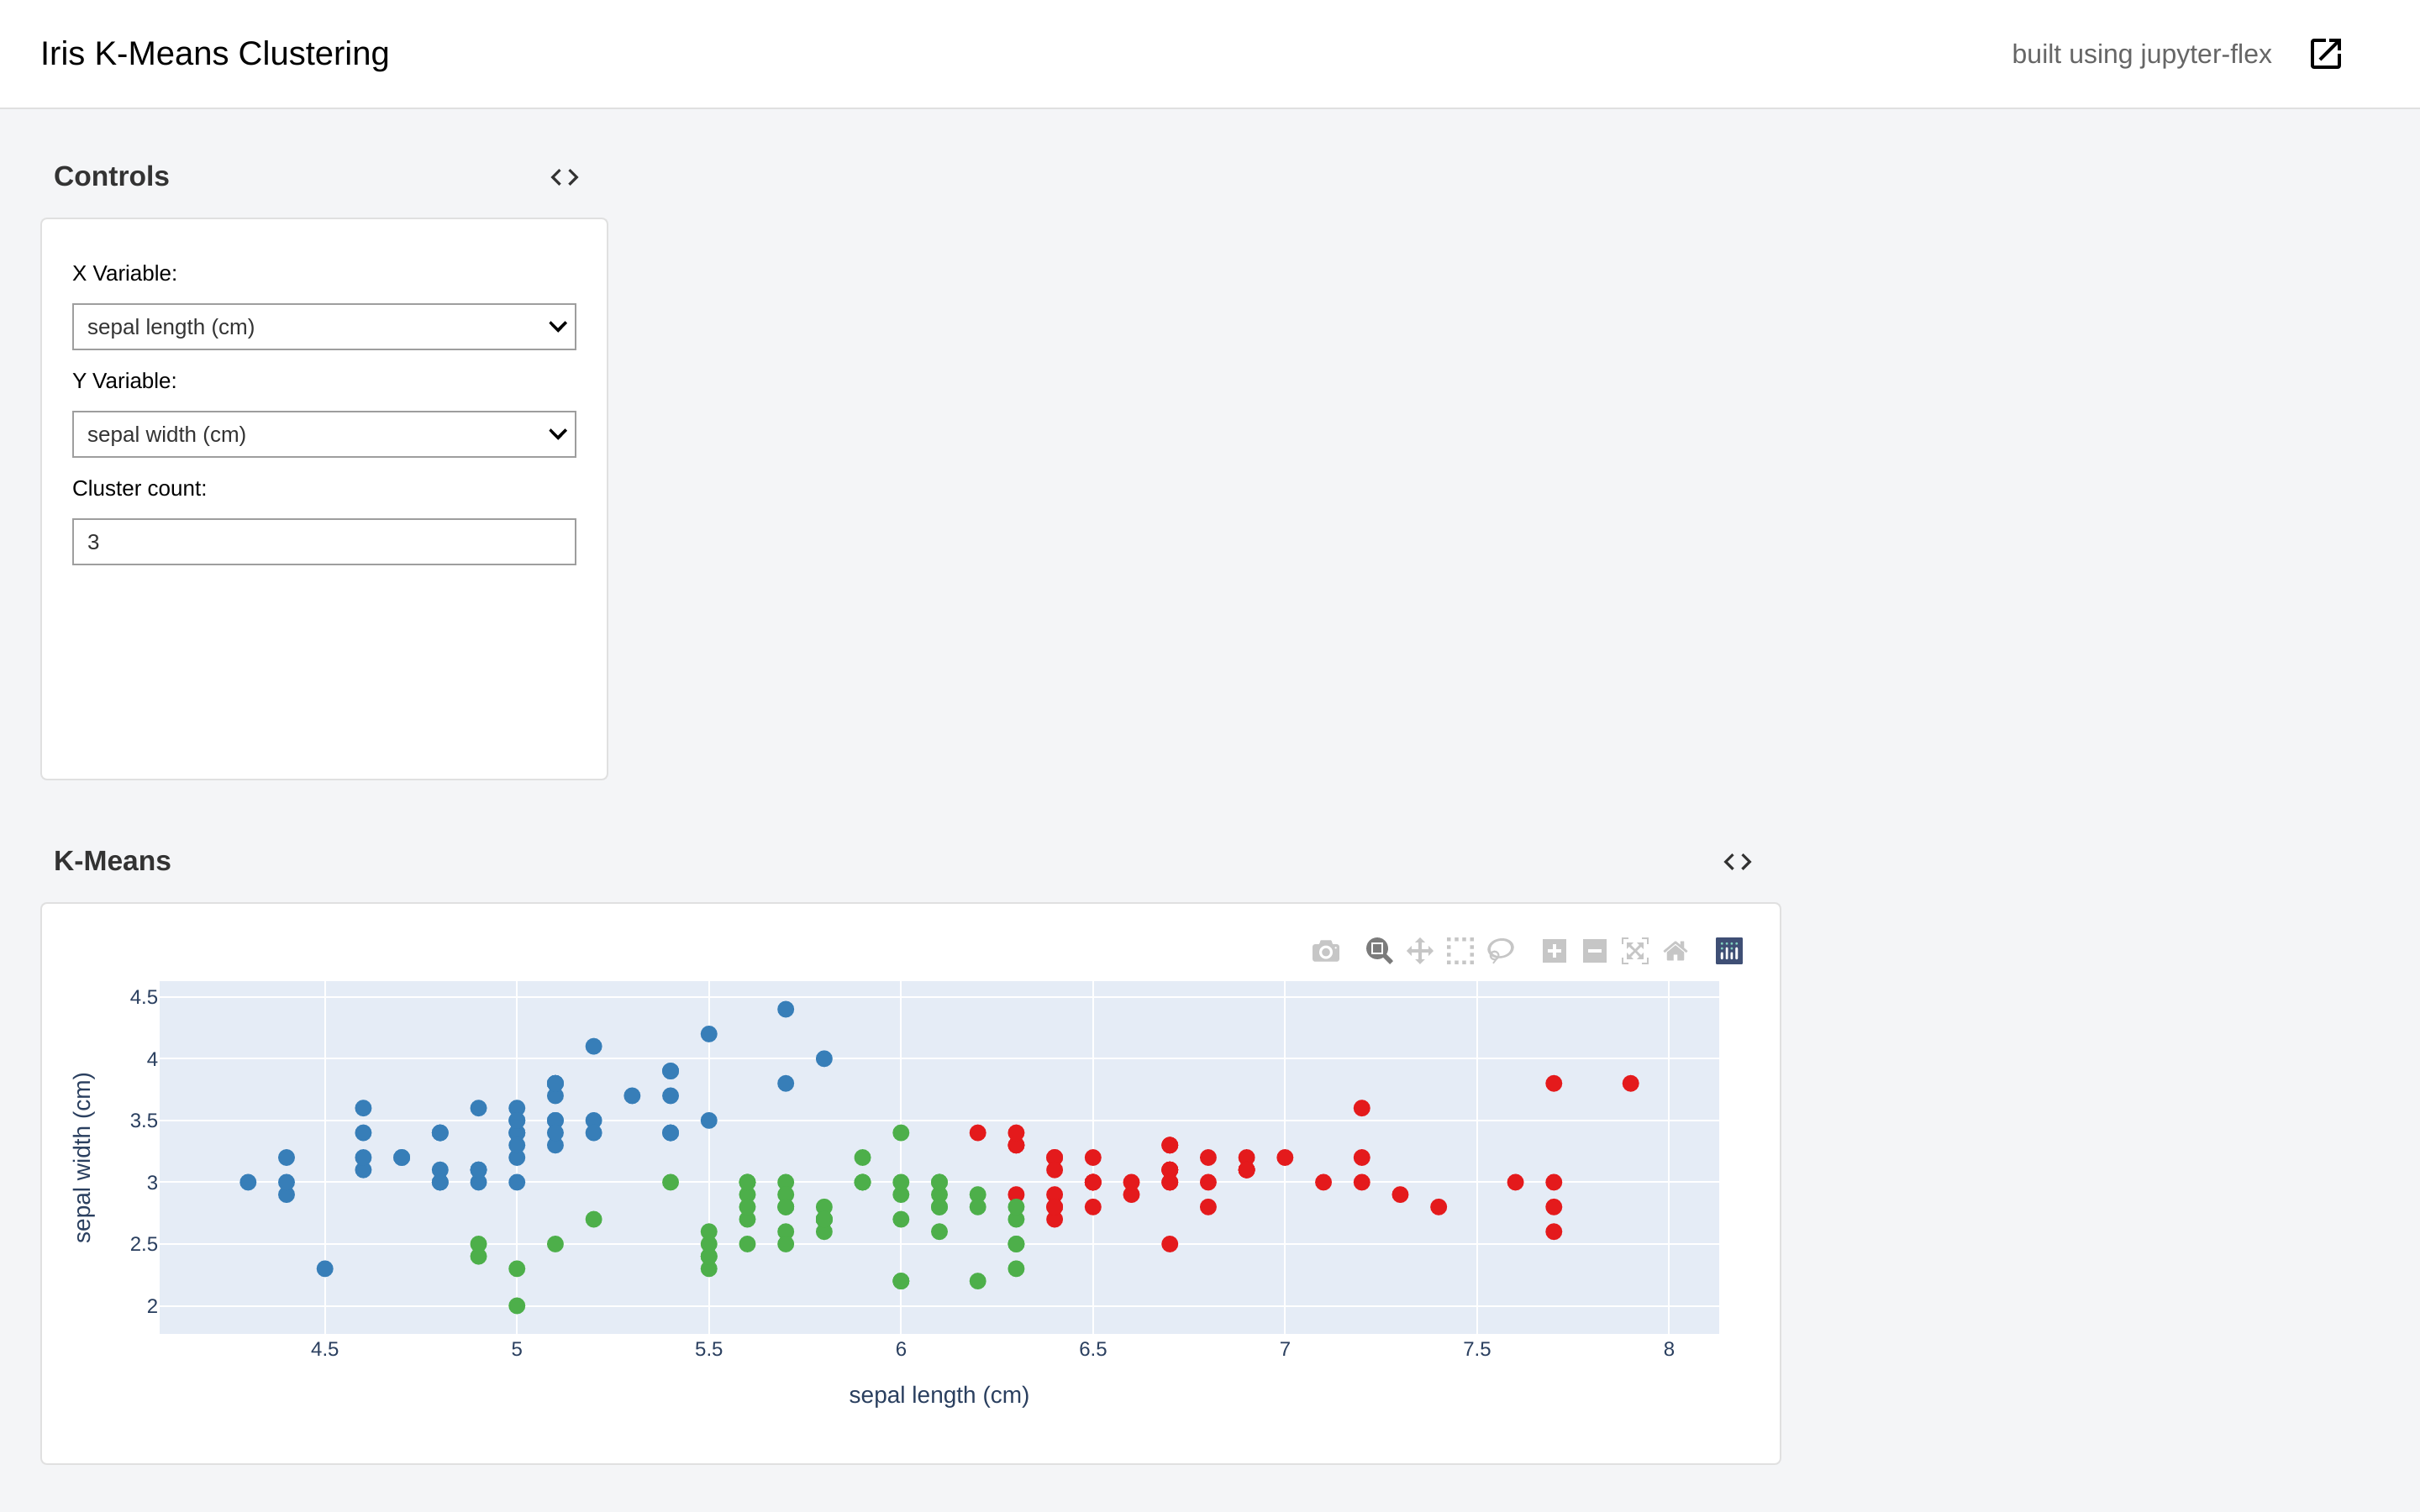 Iris K-Means Clustering
built using jupyter-flex
Controls
X Variable:
sepal length (cm)
Y Variable:
sepal width (cm)
Cluster count:
3
K-Means
4.5
4
3.5
3
2.5
2
sepal width (cm)
4.5 5 5.5 6 6.5 7 7.5 8
sepal length (cm)